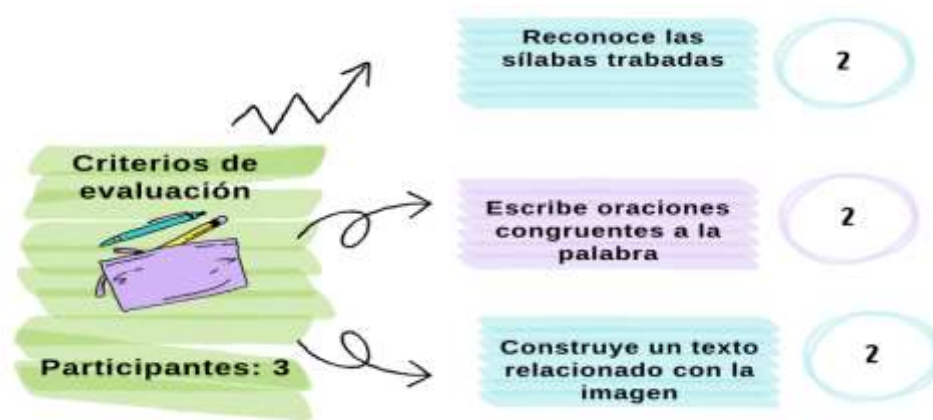 Criterios de
evaluación
Participantes: 3
Reconoce las
sílabas trabadas
2
Escribe oraciones
congruentes a la
palabra
2
Construye un texto
relacionado con la
imagen
2